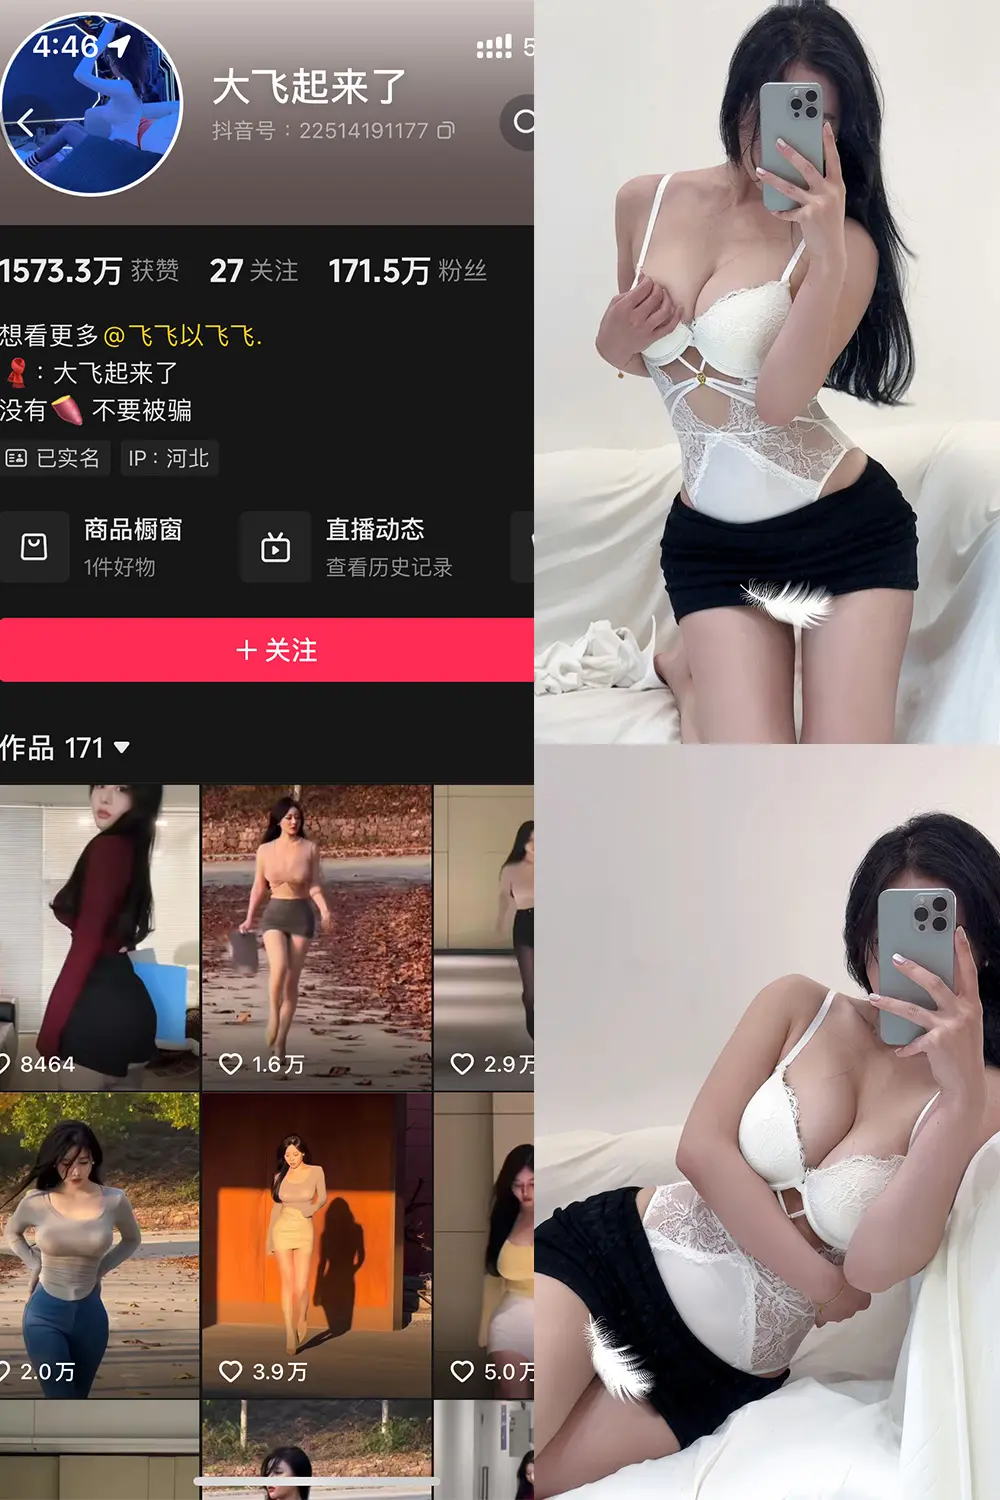 4:46
5
大飞起来了
抖音号：22514191177
1573.3万 获赞 27 关注 171.5万 粉丝
想看更多@飞飞以飞飞.
：大飞起来了
没有 不要被骗
已实名 IP：河北
商品橱窗
1件好物
直播动态
查看历史记录
+ 关注
作品 171
8464
1.6万
2.9万
2.0万
3.9万
5.0万